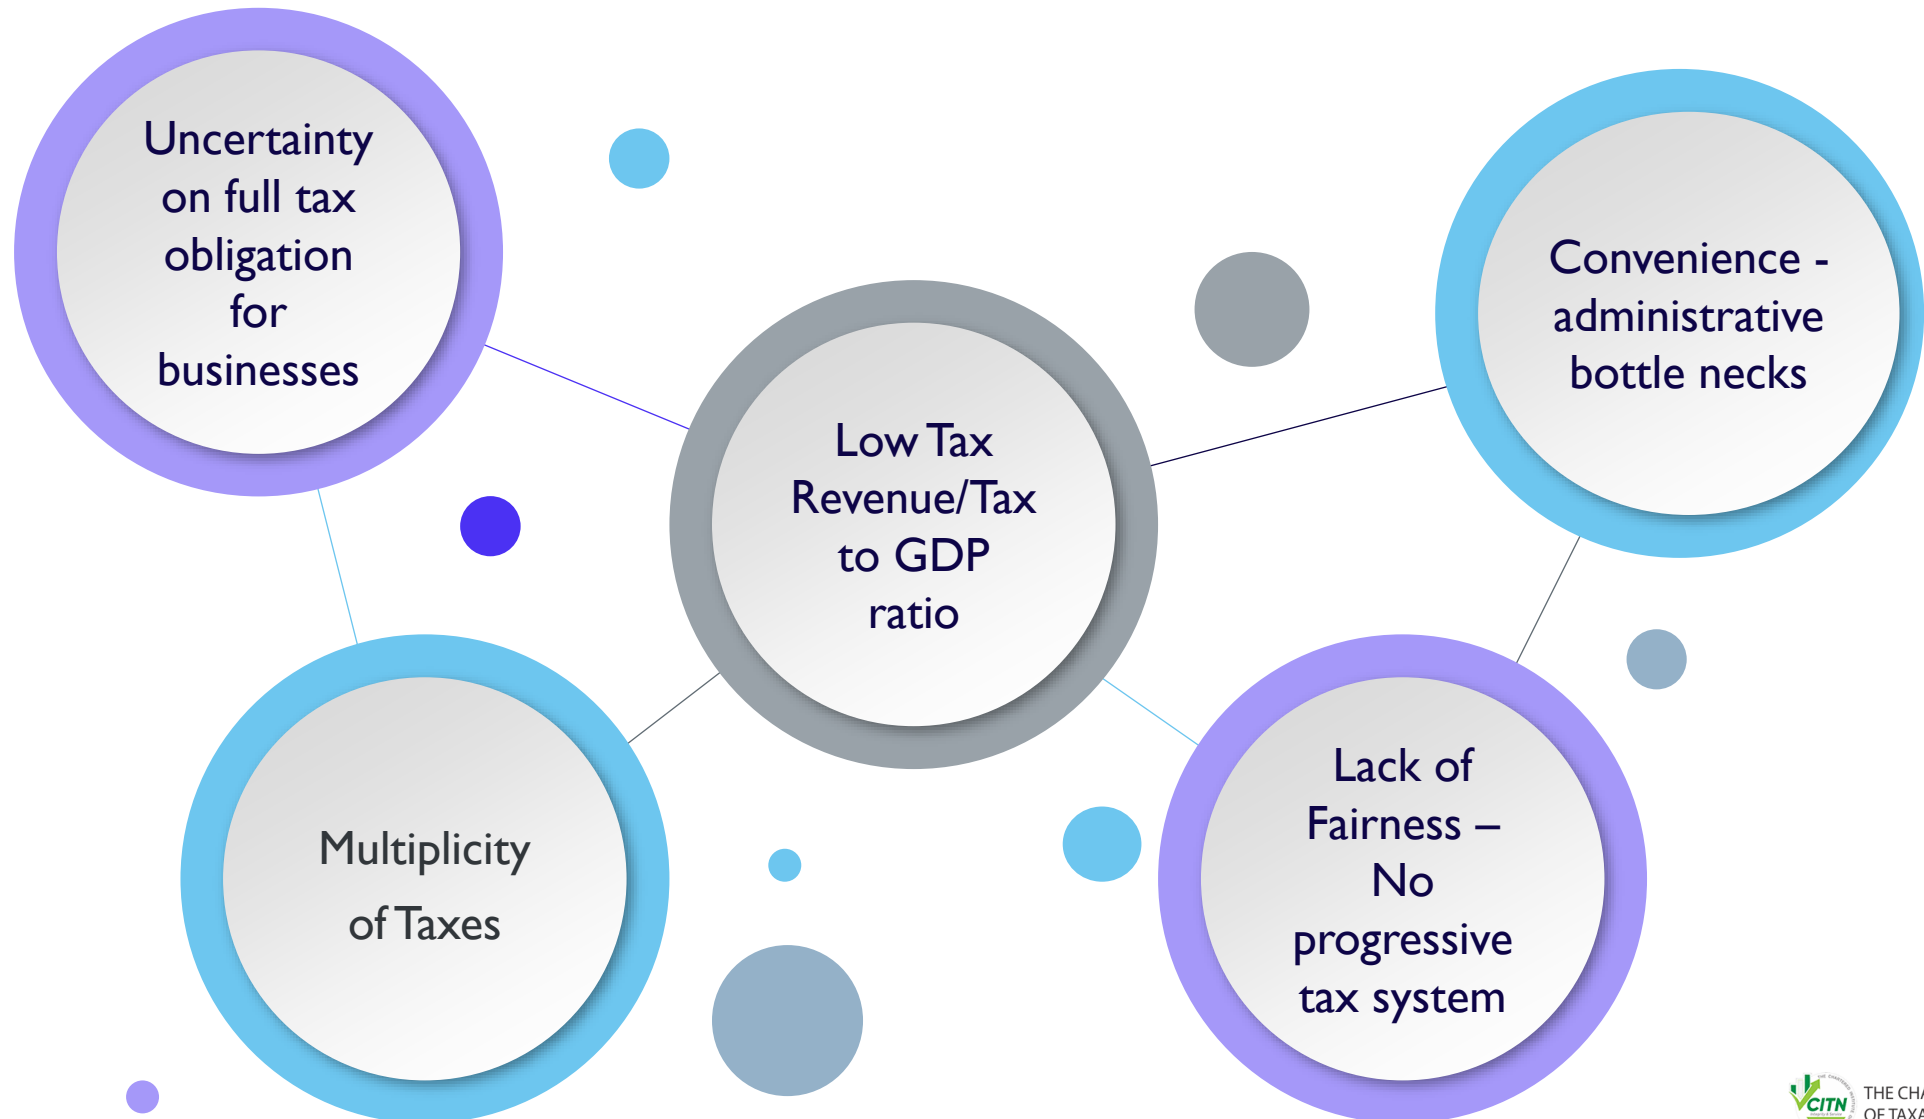 Uncertainty
on full tax
obligation
for
businesses
Convenience -
administrative
bottle necks
Low Tax
Revenue/Tax
to GDP
ratio
Multiplicity
of Taxes
Lack of
Fairness –
No
progressive
tax system
CITN
THE CHA
OF TAXA